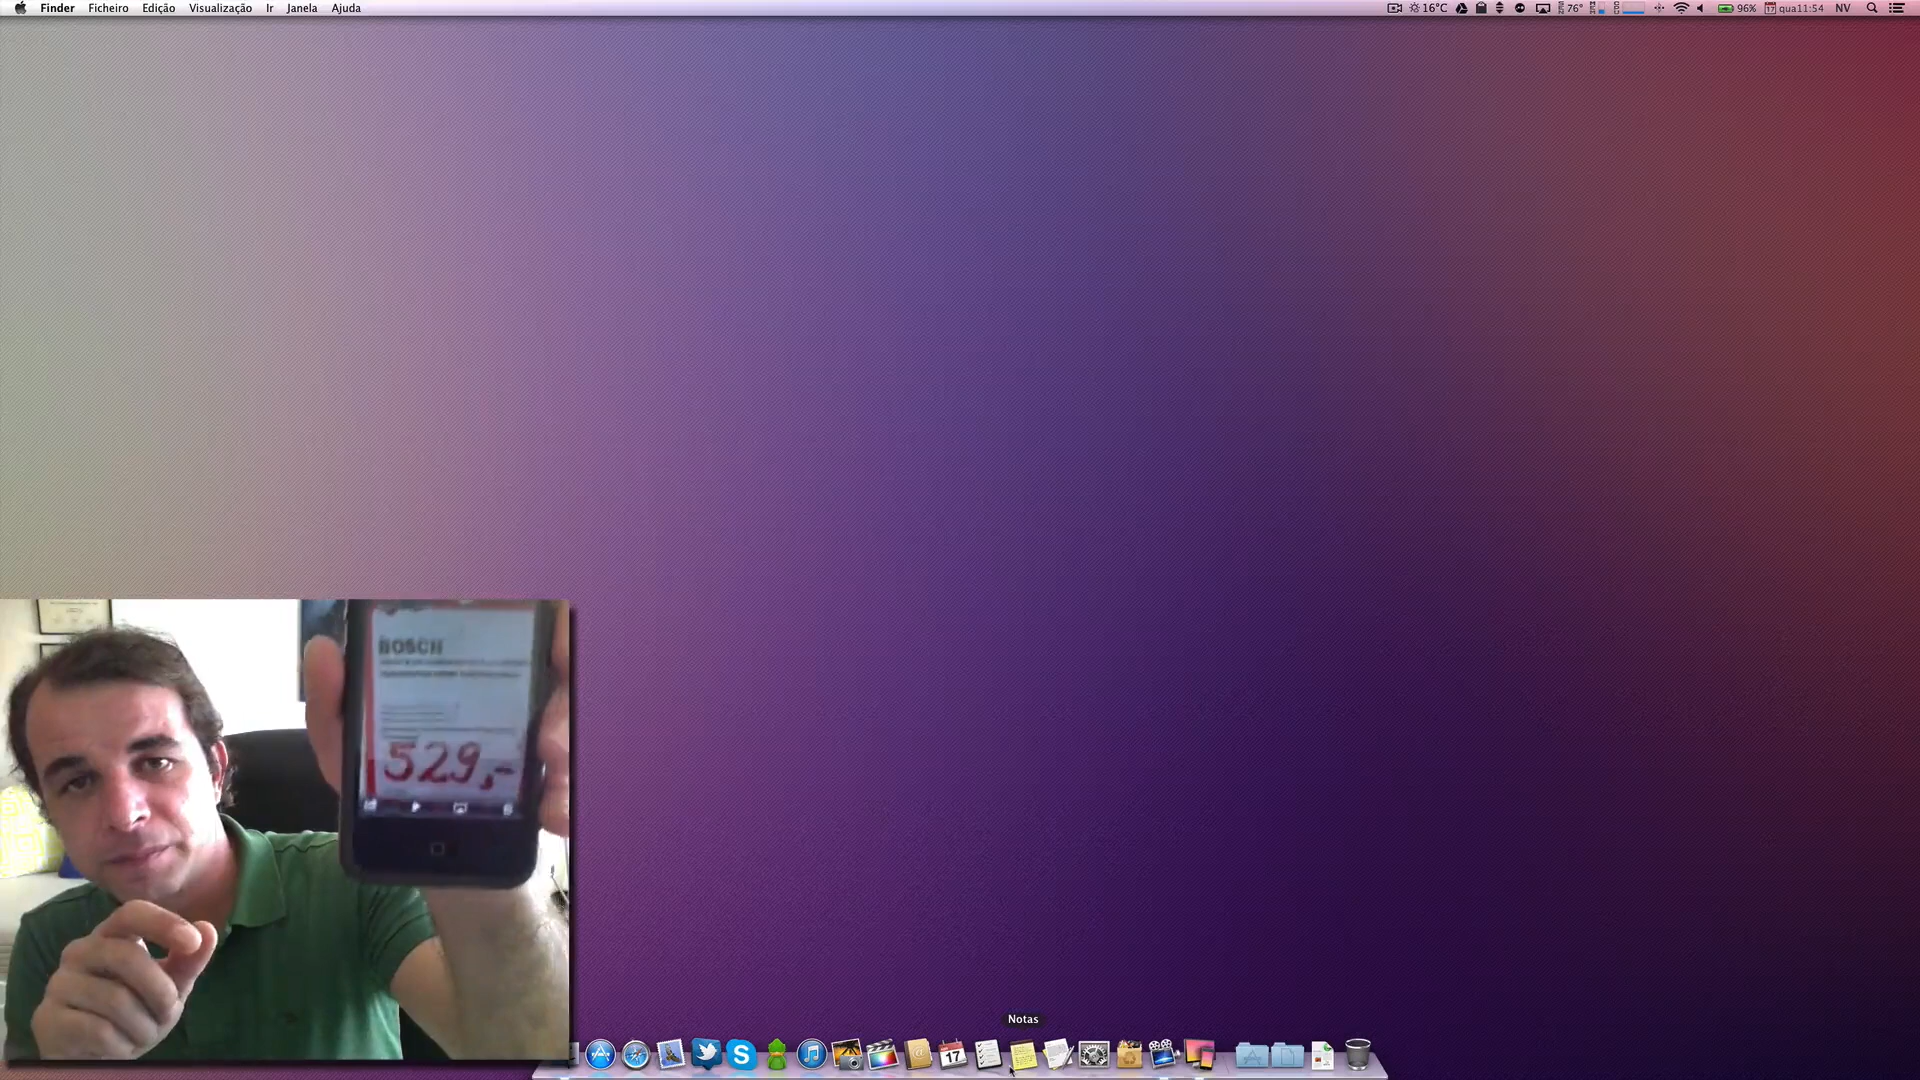 Finder Ficheiro Edição Visualização Ir Janela Ajuda
16°C 76° 96% qua11:54 NV
BOSCH
529,-
Notas
17